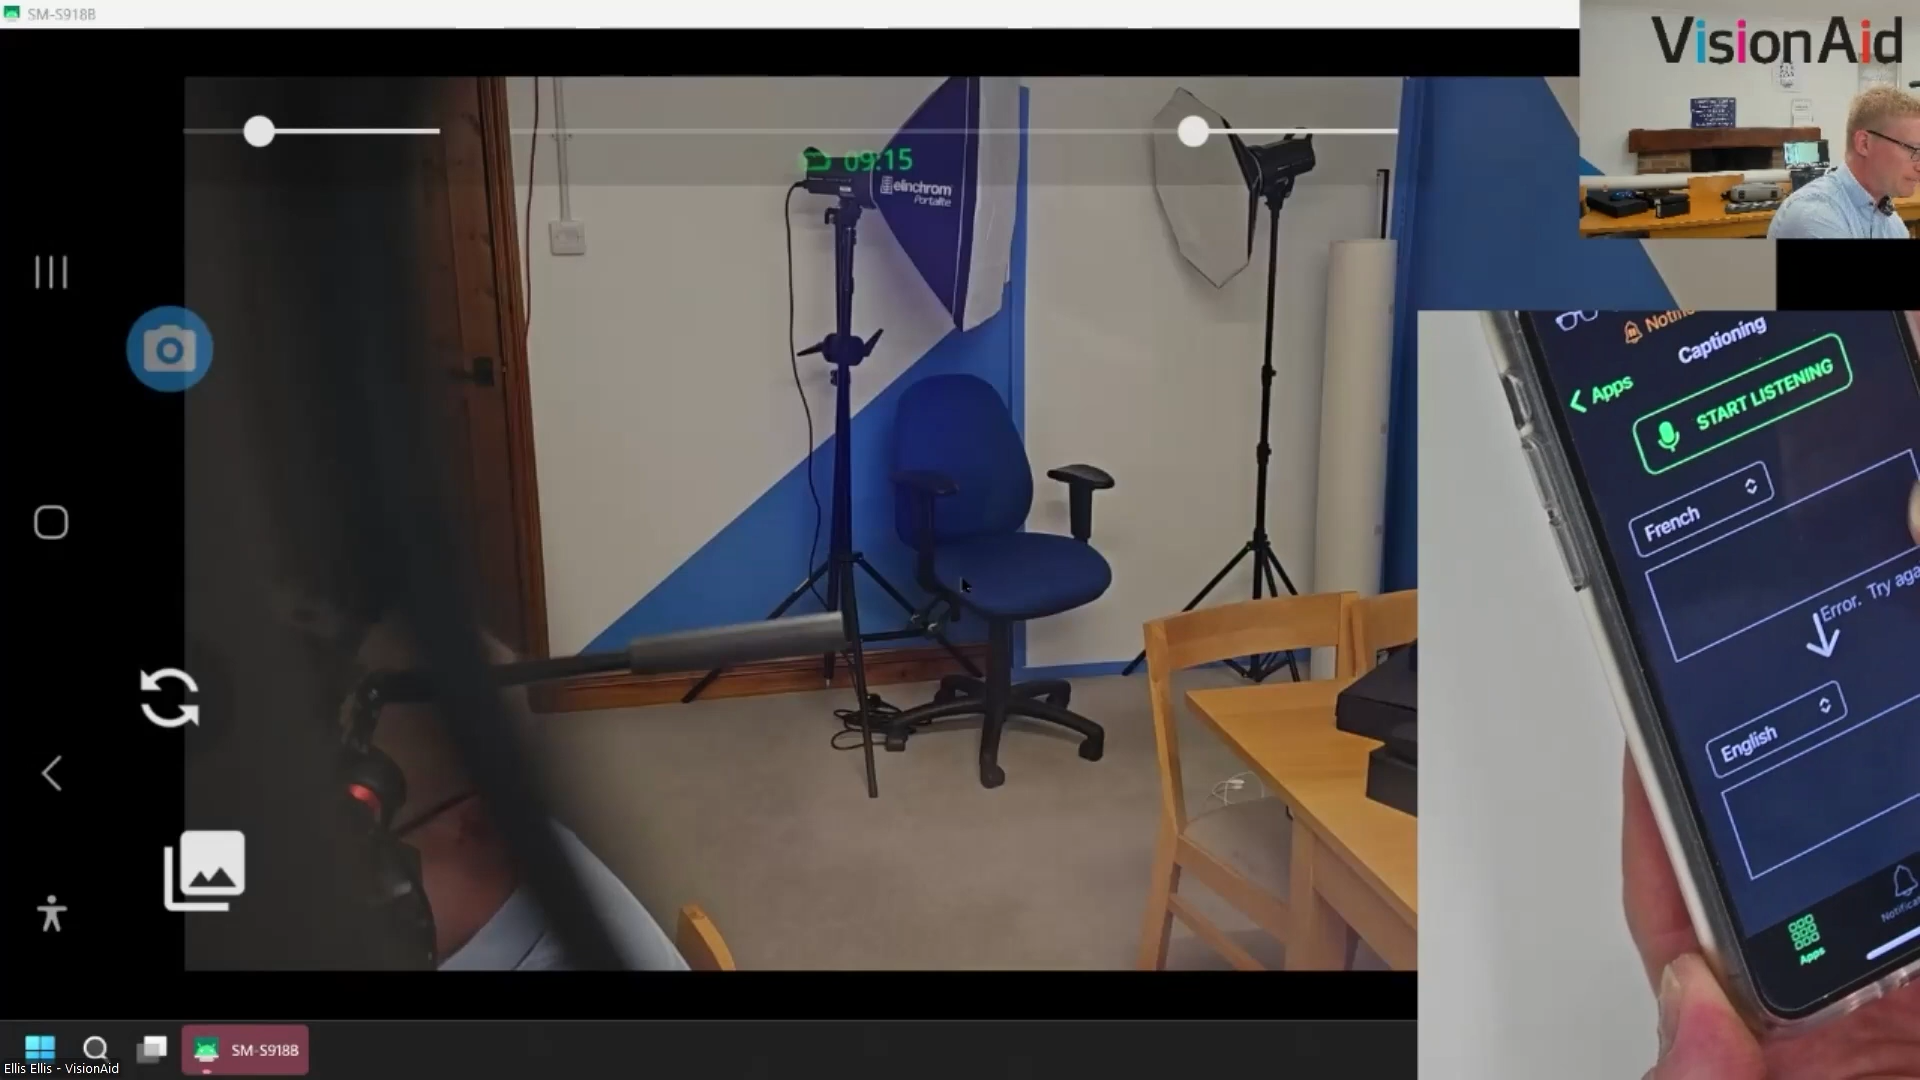 SM-S918B
VisionAid
09:15
elinchrom
Portalite
Captioning
Apps
START LISTENING
French
Error. Try aga
English
Apps
SM-S918B
Ellis Ellis - VisionAid